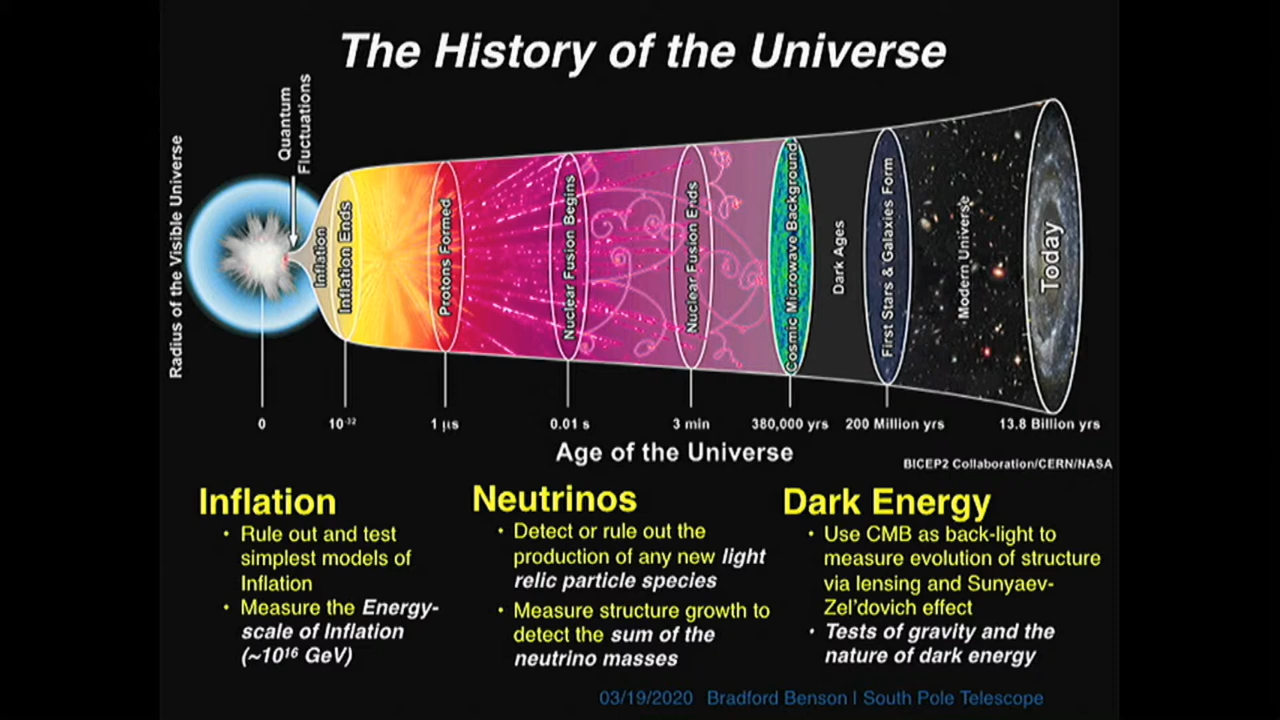 The History of the Universe
Radius of the Visible Universe
Quantum
Fluctuations
Inflation
Inflation Ends
Protons Formed
Nuclear Fusion Begins
Nuclear Fusion Ends
Cosmic Microwave Background
Dark Ages
First Stars & Galaxies Form
Modern Universe
Today
0
10⁻³²
1 µs
0.01 s
3 min
380,000 yrs
200 Million yrs
13.8 Billion yrs
Age of the Universe
BICEP2 Collaboration/CERN/NASA
Inflation
• Rule out and test
simplest models of
Inflation
• Measure the Energy-
scale of Inflation
(~10¹⁶ GeV)
Neutrinos
• Detect or rule out the
production of any new light
relic particle species
• Measure structure growth to
detect the sum of the
neutrino masses
Dark Energy
• Use CMB as back-light to
measure evolution of structure
via lensing and Sunyaev-
Zel'dovich effect
• Tests of gravity and the
nature of dark energy
03/19/2020 Bradford Benson | South Pole Telescope